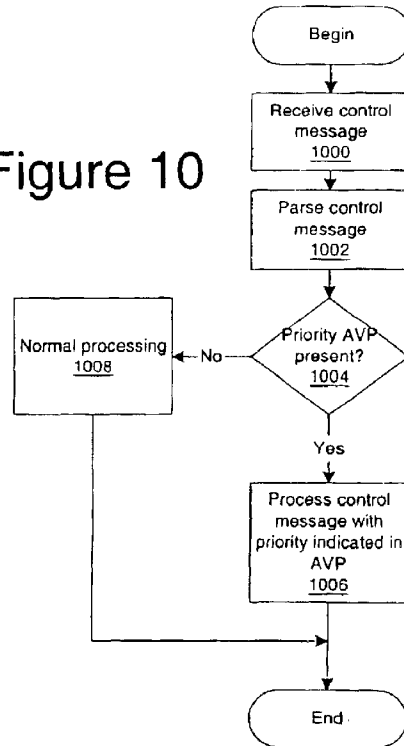 Begin
Receive control
message
1000
Figure 10
Parse control
message
1002
Priority AVP
present?
1004
Normal processing
1008
No
Yes
Process control
message with
priority indicated in
AVP
1006
End